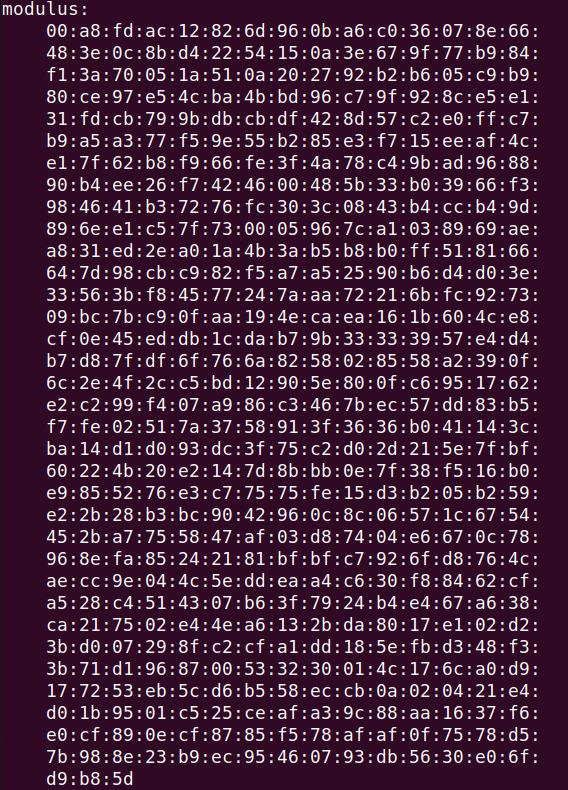 modulus:
00:a8:fd:ac:12:82:6d:96:0b:a6:c0:36:07:8e:66:
48:3e:0c:8b:d4:22:54:15:0a:3e:67:9f:77:b9:84:
f1:3a:70:05:1a:51:0a:20:27:92:b2:b6:05:c9:b9:
80:ce:97:e5:4c:ba:4b:bd:96:c7:9f:92:8c:e5:e1:
31:fd:cb:79:9b:db:cb:df:42:8d:57:c2:e0:ff:c7:
b9:a5:a3:77:f5:9e:55:b2:85:e3:f7:15:ee:af:4c:
e1:7f:62:b8:f9:66:fe:3f:4a:78:c4:9b:ad:96:88:
90:b4:ee:26:f7:42:46:00:48:5b:33:b0:39:66:f3:
98:46:41:b3:72:76:fc:30:3c:08:43:b4:cc:b4:9d:
89:6e:e1:c5:7f:73:00:05:96:7c:a1:03:89:69:ae:
a8:31:ed:2e:a0:1a:4b:3a:b5:b8:b0:ff:51:81:66:
64:7d:98:cb:c9:82:f5:a7:a5:25:90:b6:d4:d0:3e:
33:56:3b:f8:45:77:24:7a:aa:72:21:6b:fc:92:73:
09:bc:7b:c9:0f:aa:19:4e:ca:ea:16:1b:60:4c:e8:
cf:0e:45:ed:db:1c:da:b7:9b:33:33:39:57:e4:d4:
b7:d8:7f:df:6f:76:6a:82:58:02:85:58:a2:39:0f:
6c:2e:4f:2c:c5:bd:12:90:5e:80:0f:c6:95:17:62:
e2:c2:99:f4:07:a9:86:c3:46:7b:ec:57:dd:83:b5:
f7:fe:02:51:7a:37:58:91:3f:36:36:b0:41:14:3c:
ba:14:d1:d0:93:dc:3f:75:c2:d0:2d:21:5e:7f:bf:
60:22:4b:20:e2:14:7d:8b:bb:0e:7f:38:f5:16:b0:
e9:85:52:76:e3:c7:75:75:fe:15:d3:b2:05:b2:59:
e2:2b:28:b3:bc:90:42:96:0c:8c:06:57:1c:67:54:
45:2b:a7:75:58:47:af:03:d8:74:04:e6:67:0c:78:
96:8e:fa:85:24:21:81:bf:bf:c7:92:6f:d8:76:4c:
ae:cc:9e:04:4c:5e:dd:ea:a4:c6:30:f8:84:62:cf:
a5:28:c4:51:43:07:b6:3f:79:24:b4:e4:67:a6:38:
ca:21:75:02:e4:4e:a6:13:2b:da:80:17:e1:02:d2:
3b:d0:07:29:8f:c2:cf:a1:dd:18:5e:fb:d3:48:f3:
3b:71:d1:96:87:00:53:32:30:01:4c:17:6c:a0:d9:
17:72:53:eb:5c:d6:b5:58:ec:cb:0a:02:04:21:e4:
d0:1b:95:01:c5:25:ce:af:a3:9c:88:aa:16:37:f6:
e0:cf:89:0e:cf:87:85:f5:78:af:af:0f:75:78:d5:
7b:98:8e:23:b9:ec:95:46:07:93:db:56:30:e0:6f:
d9:b8:5d